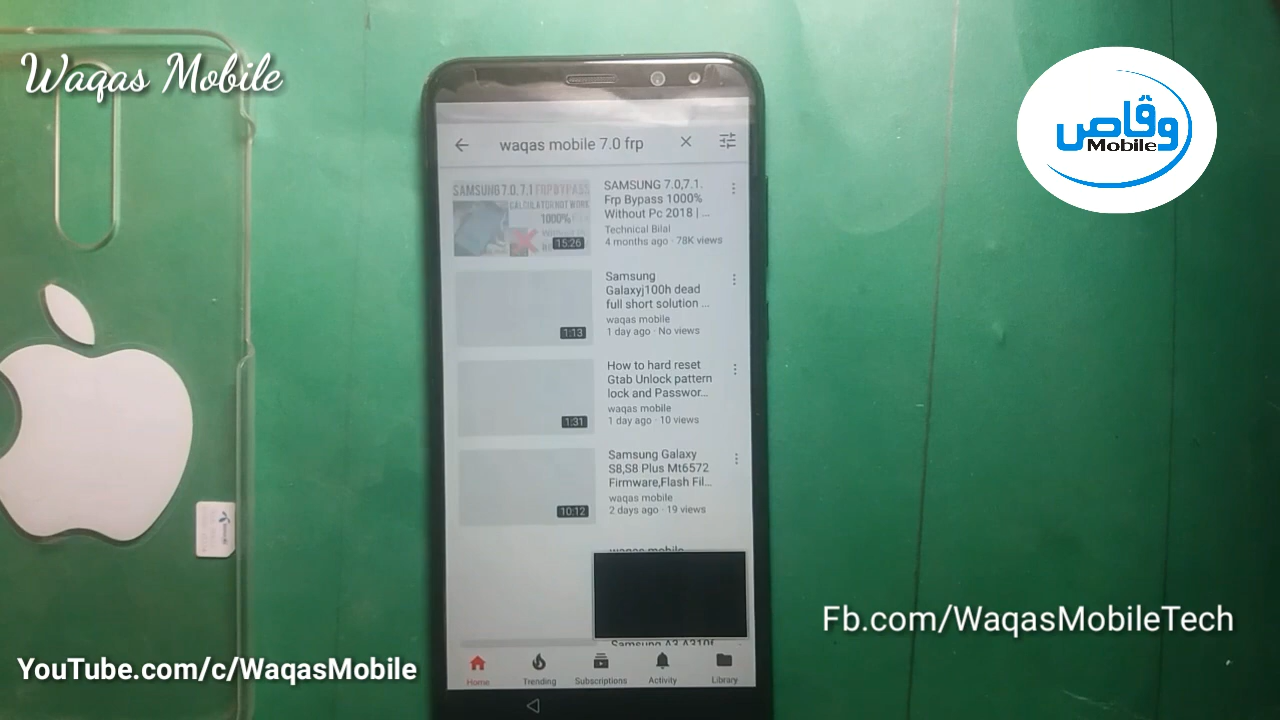 Waqas Mobile
وقاص
Mobile
waqas mobile 7.0 frp
SAMSUNG 7.0,7.1 FRP BYPASS
CALCULATOR NOT WORK
1000%
15:26
SAMSUNG 7.0,7.1.
Frp Bypass 1000%
Without Pc 2018 | ...
Technical Bilal
4 months ago · 78K views
1:13
Samsung
Galaxyj100h dead
full short solution ...
waqas mobile
1 day ago · No views
1:31
How to hard reset
Gtab Unlock pattern
lock and Passwor...
waqas mobile
1 day ago · 10 views
10:12
Samsung Galaxy
S8,S8 Plus Mt6572
Firmware,Flash Fil...
waqas mobile
2 days ago · 19 views
waqas mobile
Home
Trending
Subscriptions
Activity
Library
Fb.com/WaqasMobileTech
YouTube.com/c/WaqasMobile